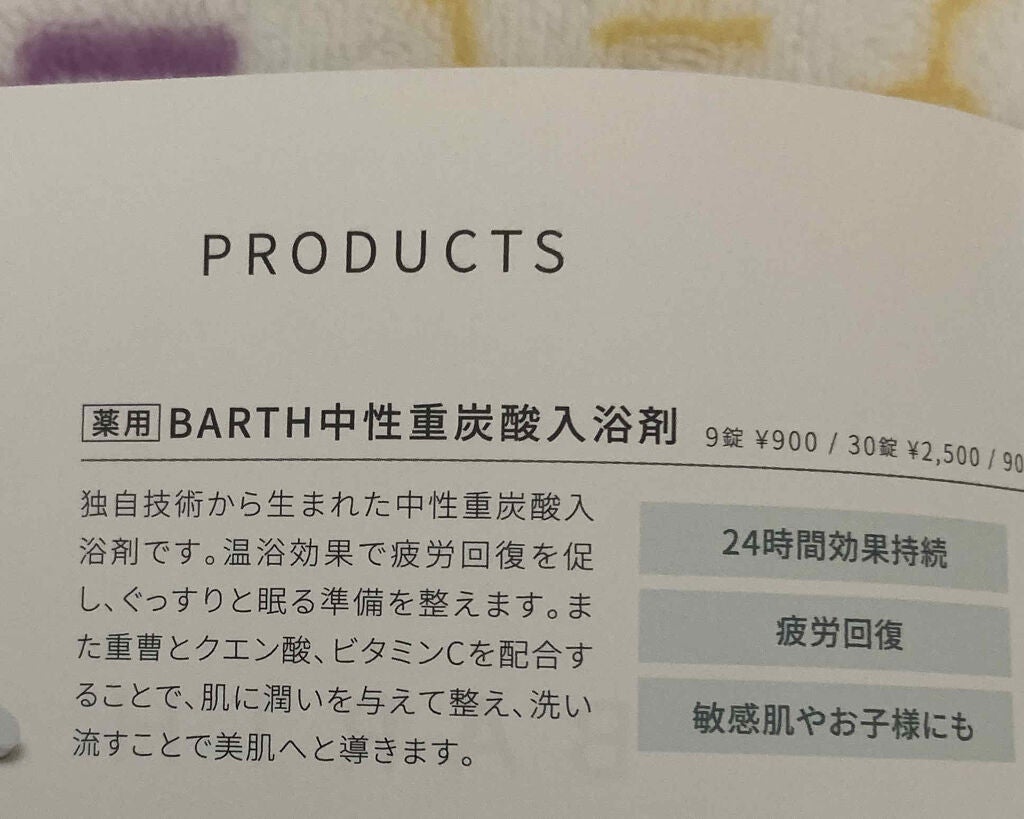 PRODUCTS
薬用 BARTH中性重炭酸入浴剤 9錠 ¥900 / 30錠 ¥2,500 / 90
独自技術から生まれた中性重炭酸入
浴剤です。温浴効果で疲労回復を促
し、ぐっすりと眠る準備を整えます。ま
た重曹とクエン酸、ビタミンCを配合す
ることで、肌に潤いを与えて整え、洗い
流すことで美肌へと導きます。
24時間効果持続
疲労回復
敏感肌やお子様にも